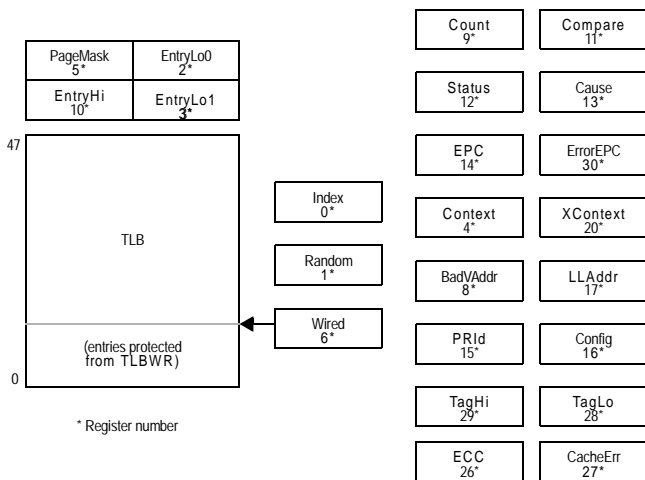 PageMask
5*
EntryLo0
2*
EntryHi
10*
EntryLo1
3*
47
TLB
(entries protected
from TLBWR)
0
* Register number
Index
0*
Random
1*
Wired
6*
Count
9*
Compare
11*
Status
12*
Cause
13*
EPC
14*
ErrorEPC
30*
Context
4*
XContext
20*
BadVAddr
8*
LLAddr
17*
PRId
15*
Config
16*
TagHi
29*
TagLo
28*
ECC
26*
CacheErr
27*